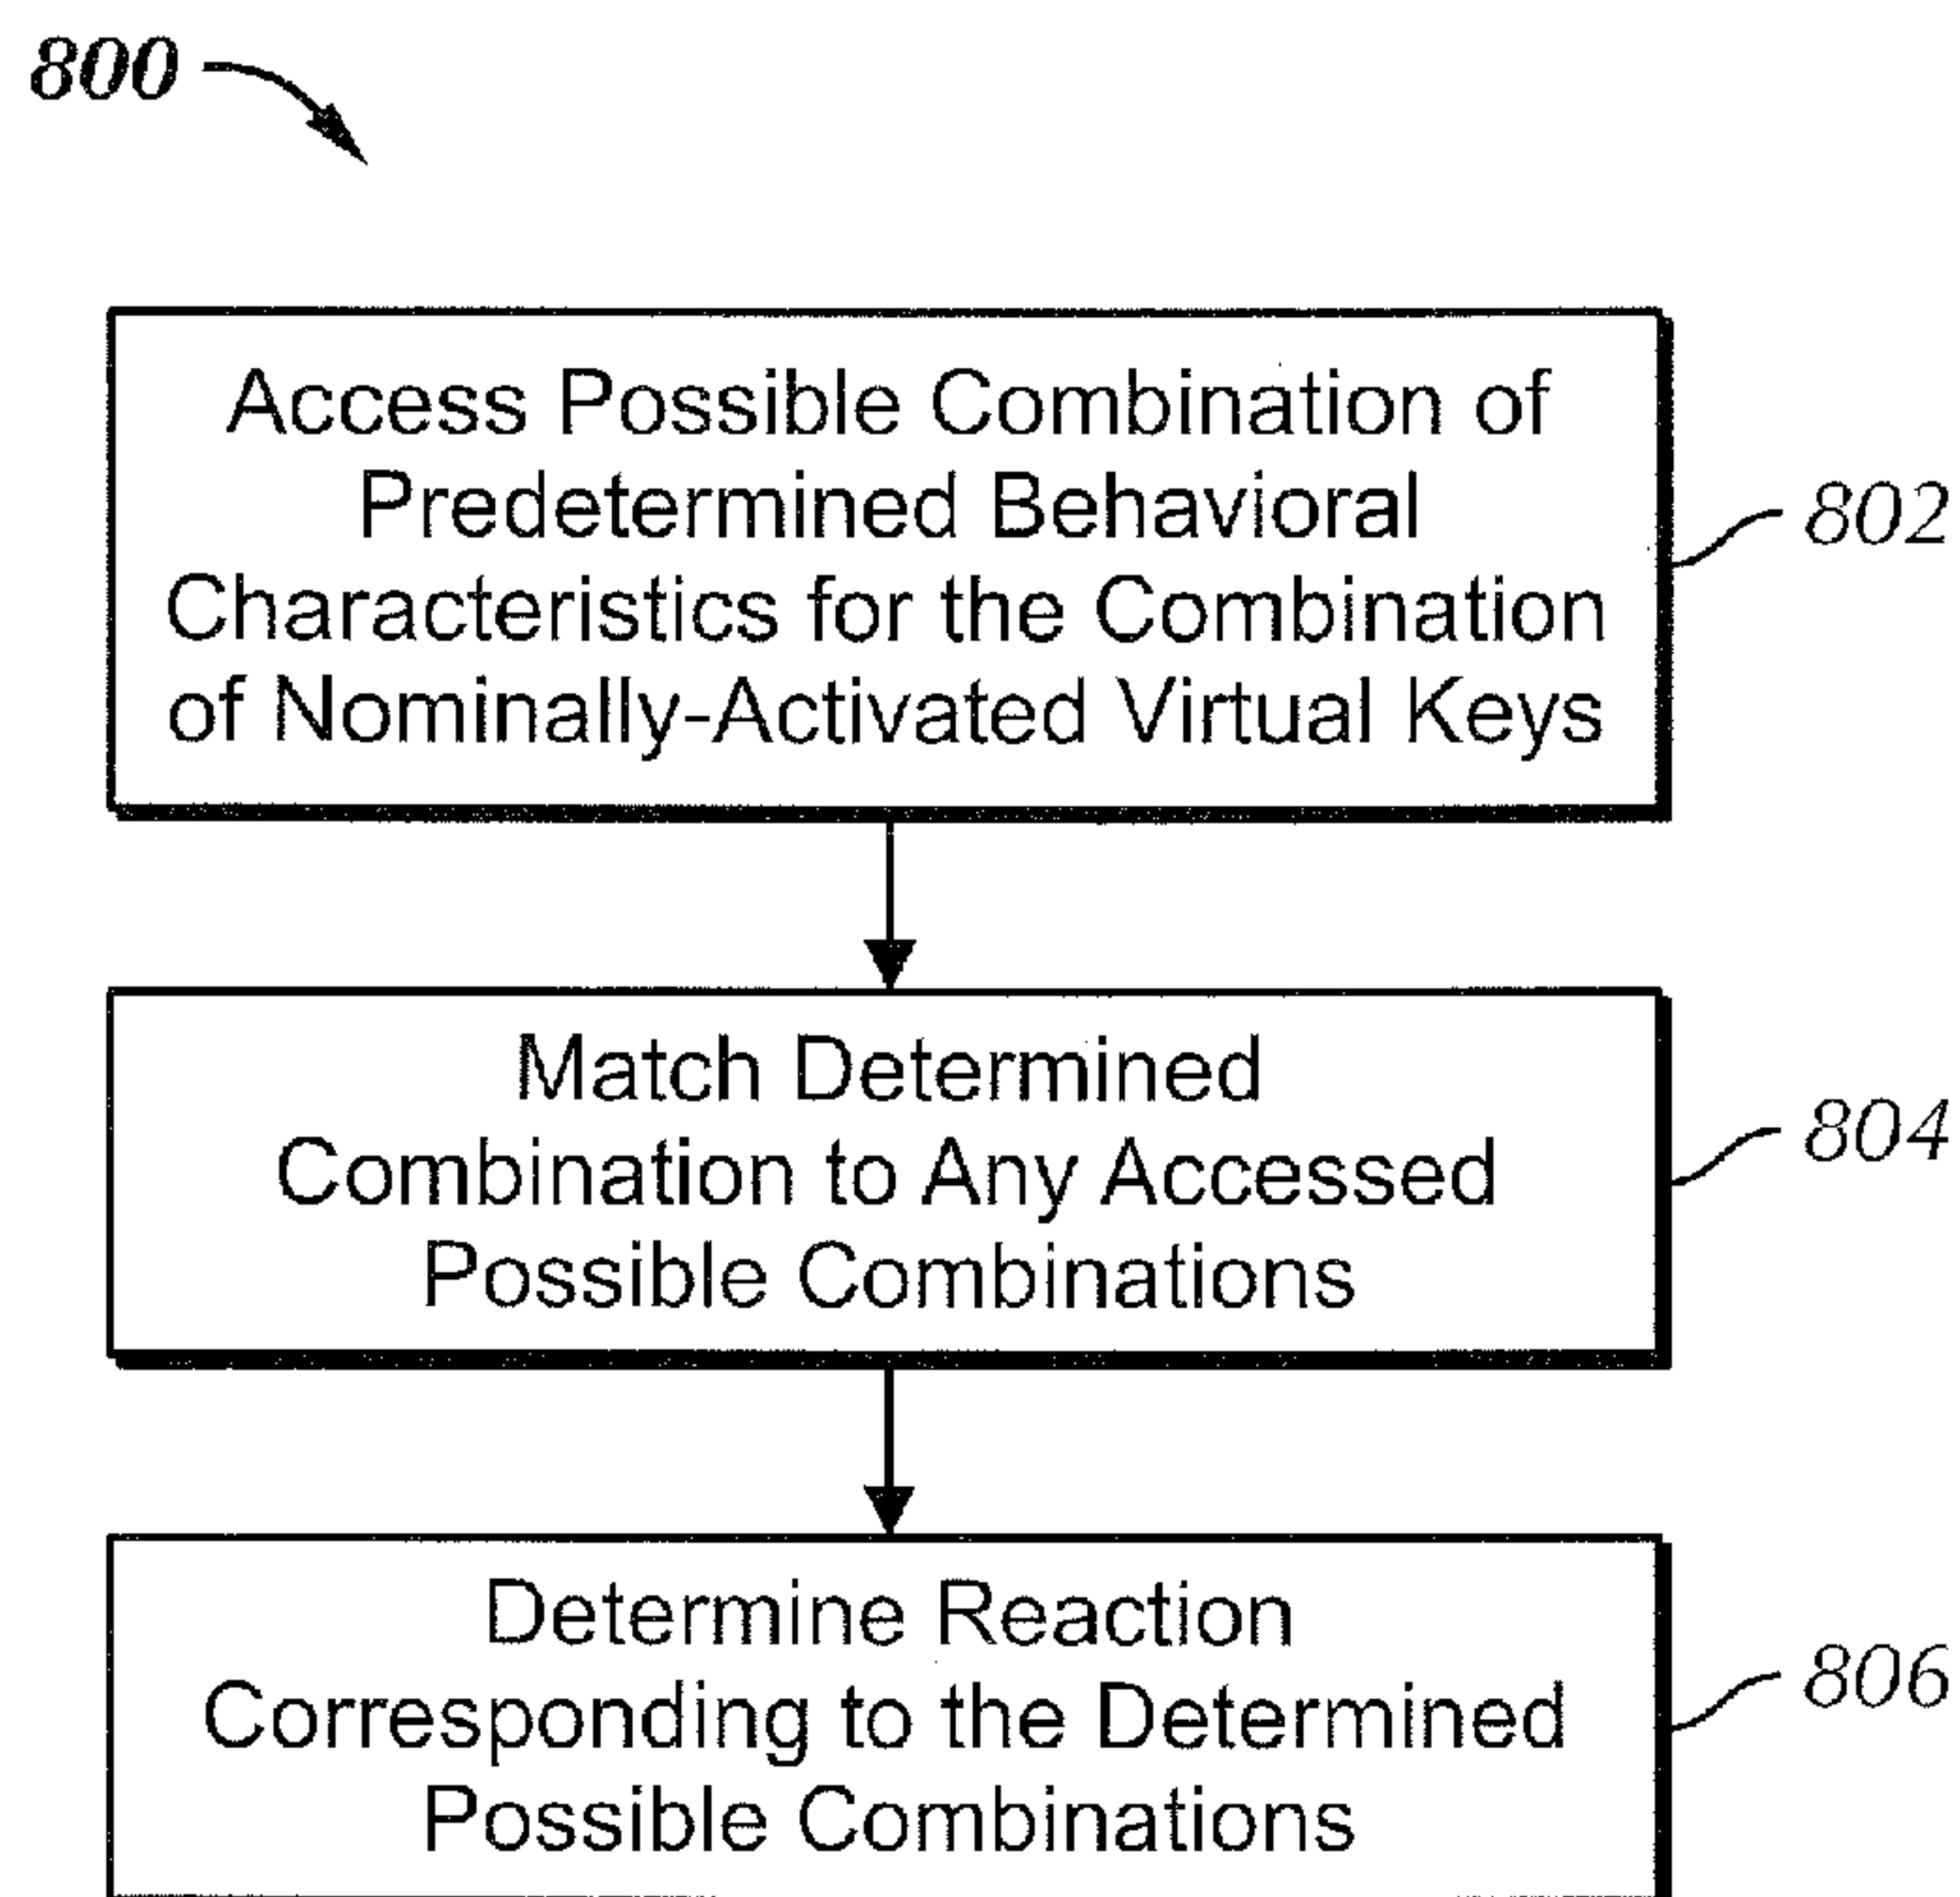 800
Access Possible Combination of
Predetermined Behavioral
Characteristics for the Combination
of Nominally-Activated Virtual Keys
802
Match Determined
Combination to Any Accessed
Possible Combinations
804
Determine Reaction
Corresponding to the Determined
Possible Combinations
806